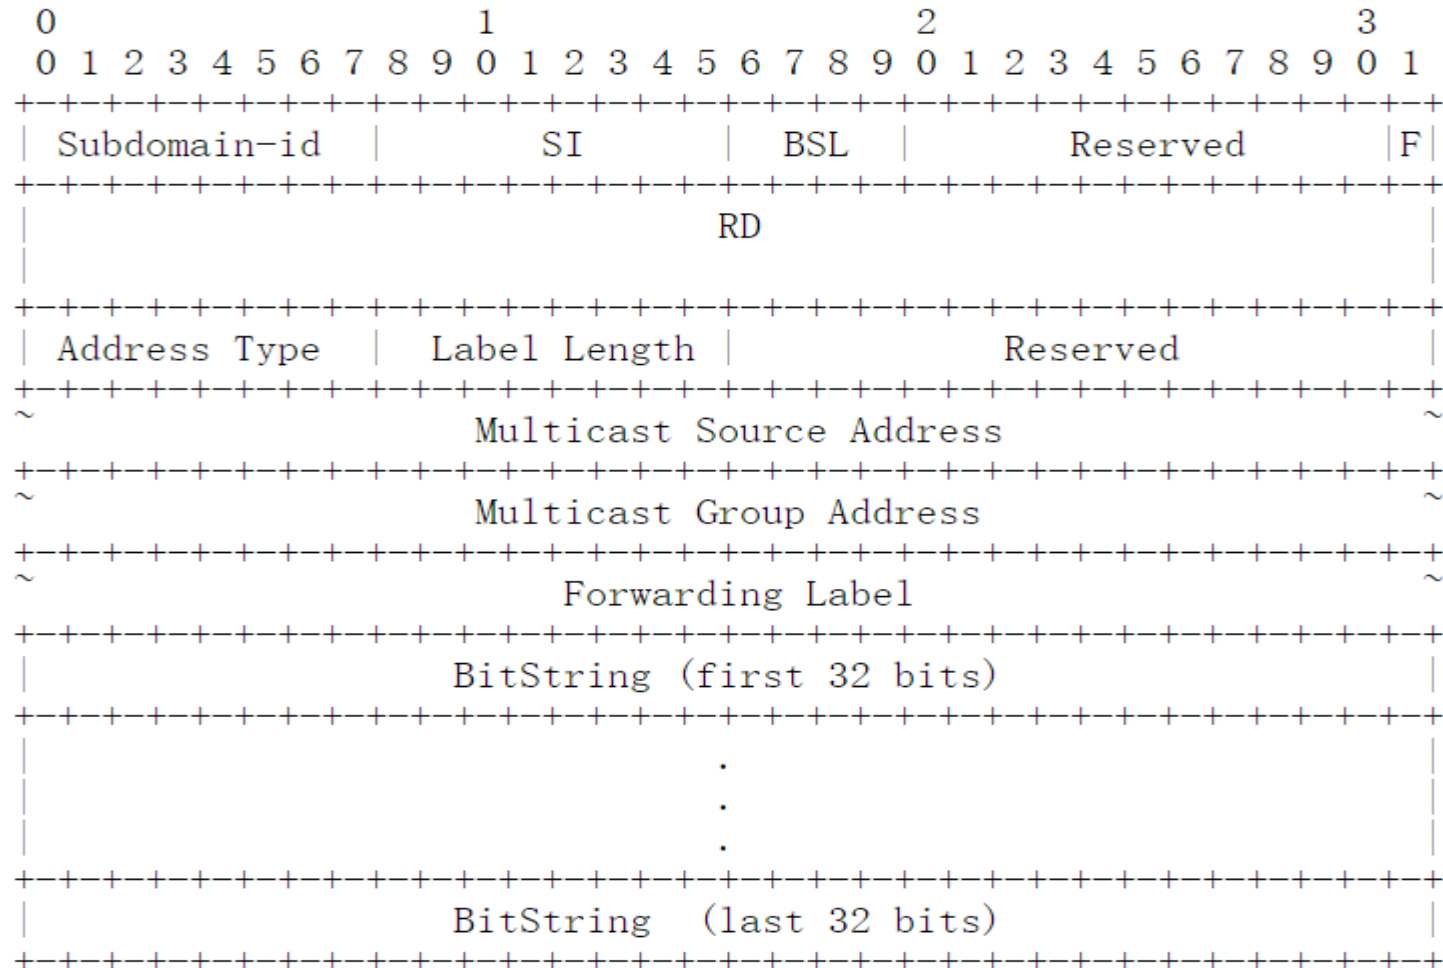 0                   1                   2                   3
0 1 2 3 4 5 6 7 8 9 0 1 2 3 4 5 6 7 8 9 0 1 2 3 4 5 6 7 8 9 0 1
+-+-+-+-+-+-+-+-+-+-+-+-+-+-+-+-+-+-+-+-+-+-+-+-+-+-+-+-+-+-+-+-+
| Subdomain-id  |       SI      |  BSL  |       Reserved      |F|
+-+-+-+-+-+-+-+-+-+-+-+-+-+-+-+-+-+-+-+-+-+-+-+-+-+-+-+-+-+-+-+-+
|                               RD                              |
|                                                               |
+-+-+-+-+-+-+-+-+-+-+-+-+-+-+-+-+-+-+-+-+-+-+-+-+-+-+-+-+-+-+-+-+
| Address Type  |  Label Length |            Reserved           |
+-+-+-+-+-+-+-+-+-+-+-+-+-+-+-+-+-+-+-+-+-+-+-+-+-+-+-+-+-+-+-+-+
~                    Multicast Source Address                   ~
+-+-+-+-+-+-+-+-+-+-+-+-+-+-+-+-+-+-+-+-+-+-+-+-+-+-+-+-+-+-+-+-+
~                    Multicast Group Address                    ~
+-+-+-+-+-+-+-+-+-+-+-+-+-+-+-+-+-+-+-+-+-+-+-+-+-+-+-+-+-+-+-+-+
~                        Forwarding Label                       ~
+-+-+-+-+-+-+-+-+-+-+-+-+-+-+-+-+-+-+-+-+-+-+-+-+-+-+-+-+-+-+-+-+
|                   BitString (first 32 bits)                   |
+-+-+-+-+-+-+-+-+-+-+-+-+-+-+-+-+-+-+-+-+-+-+-+-+-+-+-+-+-+-+-+-+
|                               .                               |
|                               .                               |
|                               .                               |
+-+-+-+-+-+-+-+-+-+-+-+-+-+-+-+-+-+-+-+-+-+-+-+-+-+-+-+-+-+-+-+-+
|                   BitString  (last 32 bits)                   |
+-+-+-+-+-+-+-+-+-+-+-+-+-+-+-+-+-+-+-+-+-+-+-+-+-+-+-+-+-+-+-+-+